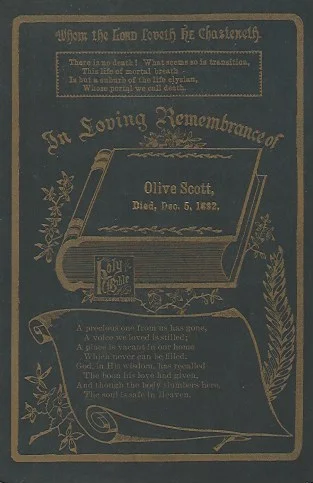 Whom the Lord Loveth He Chasteneth.
There is no death! What seems so is transition,
This life of mortal breath
Is but a suburb of the life elysian,
Whose portal we call death.
In Loving Remembrance of
Olive Scott,
Died, Dec. 5, 1882.
Holy Bible
A precious one from us has gone,
A voice we loved is stilled;
A place is vacant in our home
Which never can be filled.
God, in His wisdom, has recalled
The boon his love had given,
And though the body slumbers here
The soul is safe in Heaven.